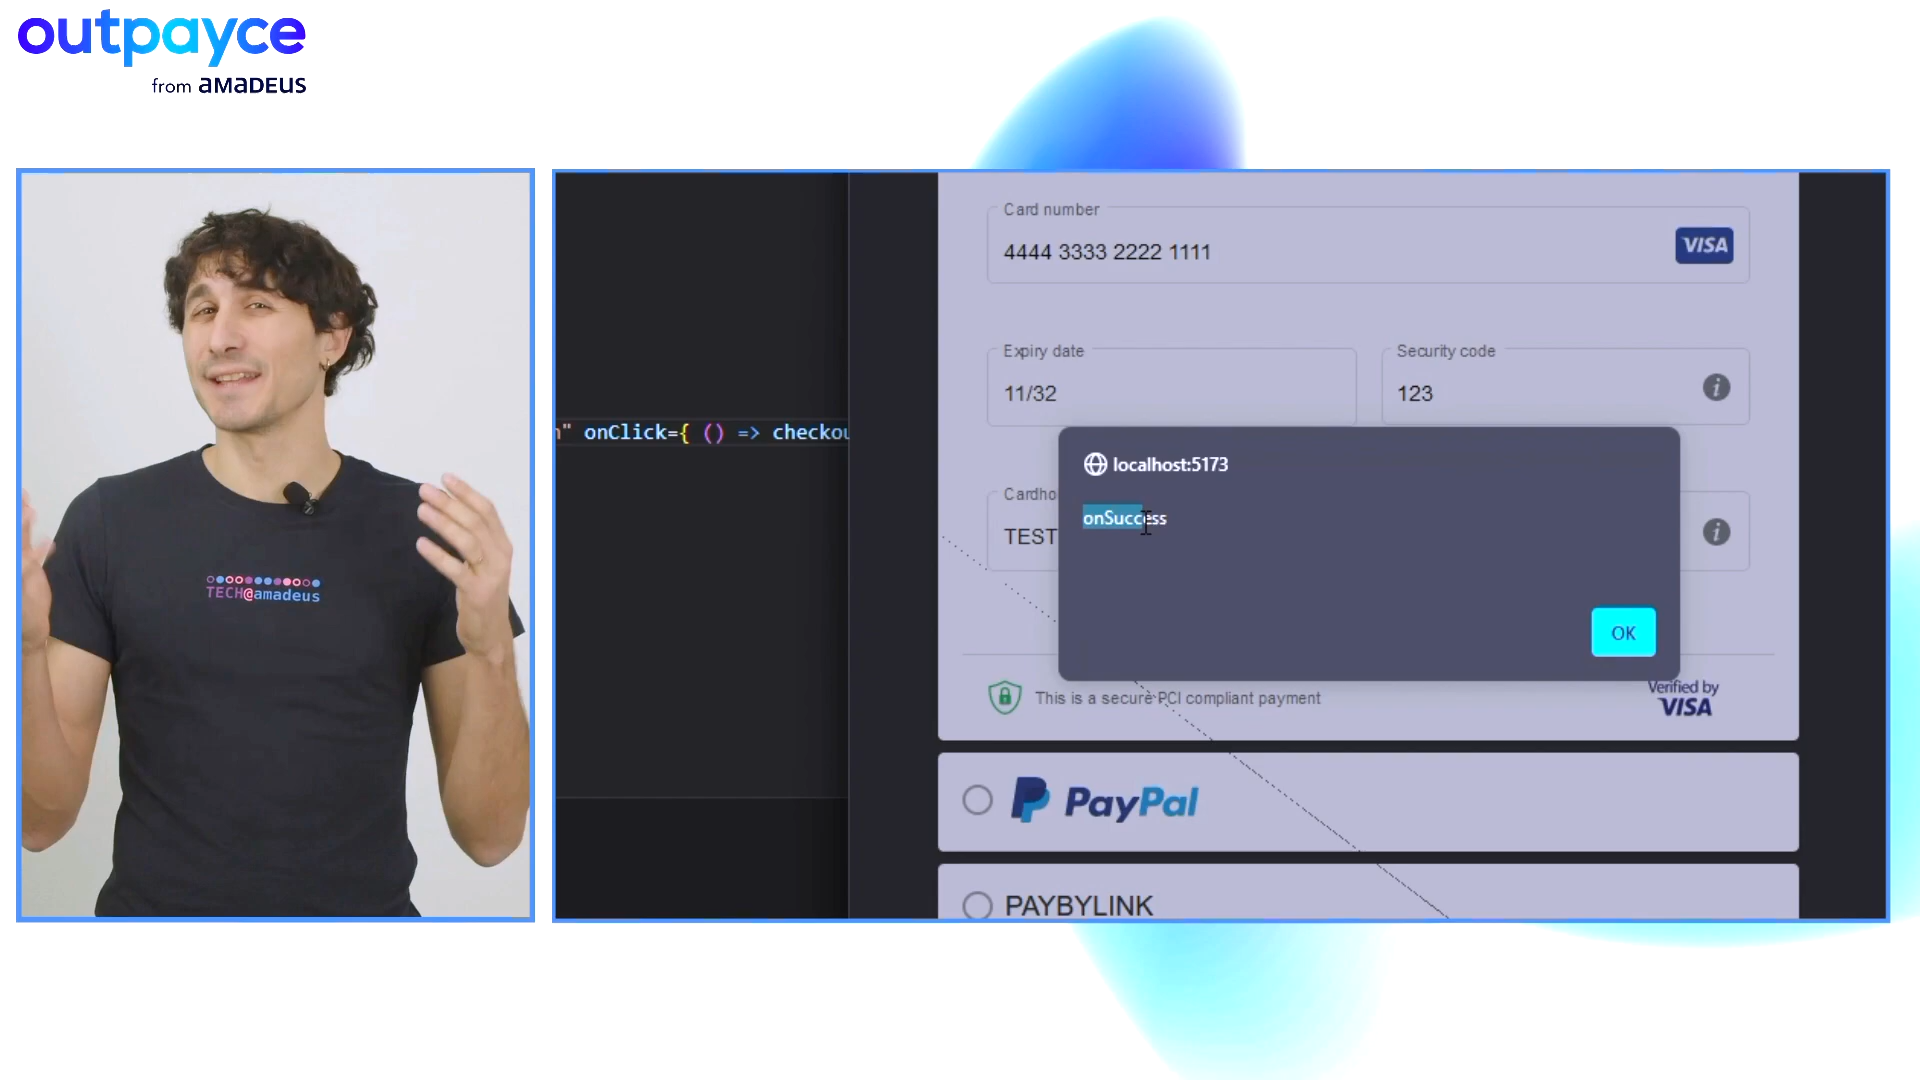 outpayce
from amadeus
TECH@amadeus
Card number
4444 3333 2222 1111
VISA
Expiry date
11/32
Security code
123
" onClick={ () => checkou
localhost:5173
onSuccess
Cardho
TEST
OK
This is a secure PCI compliant payment
Verified by
VISA
PayPal
PAYBYLINK